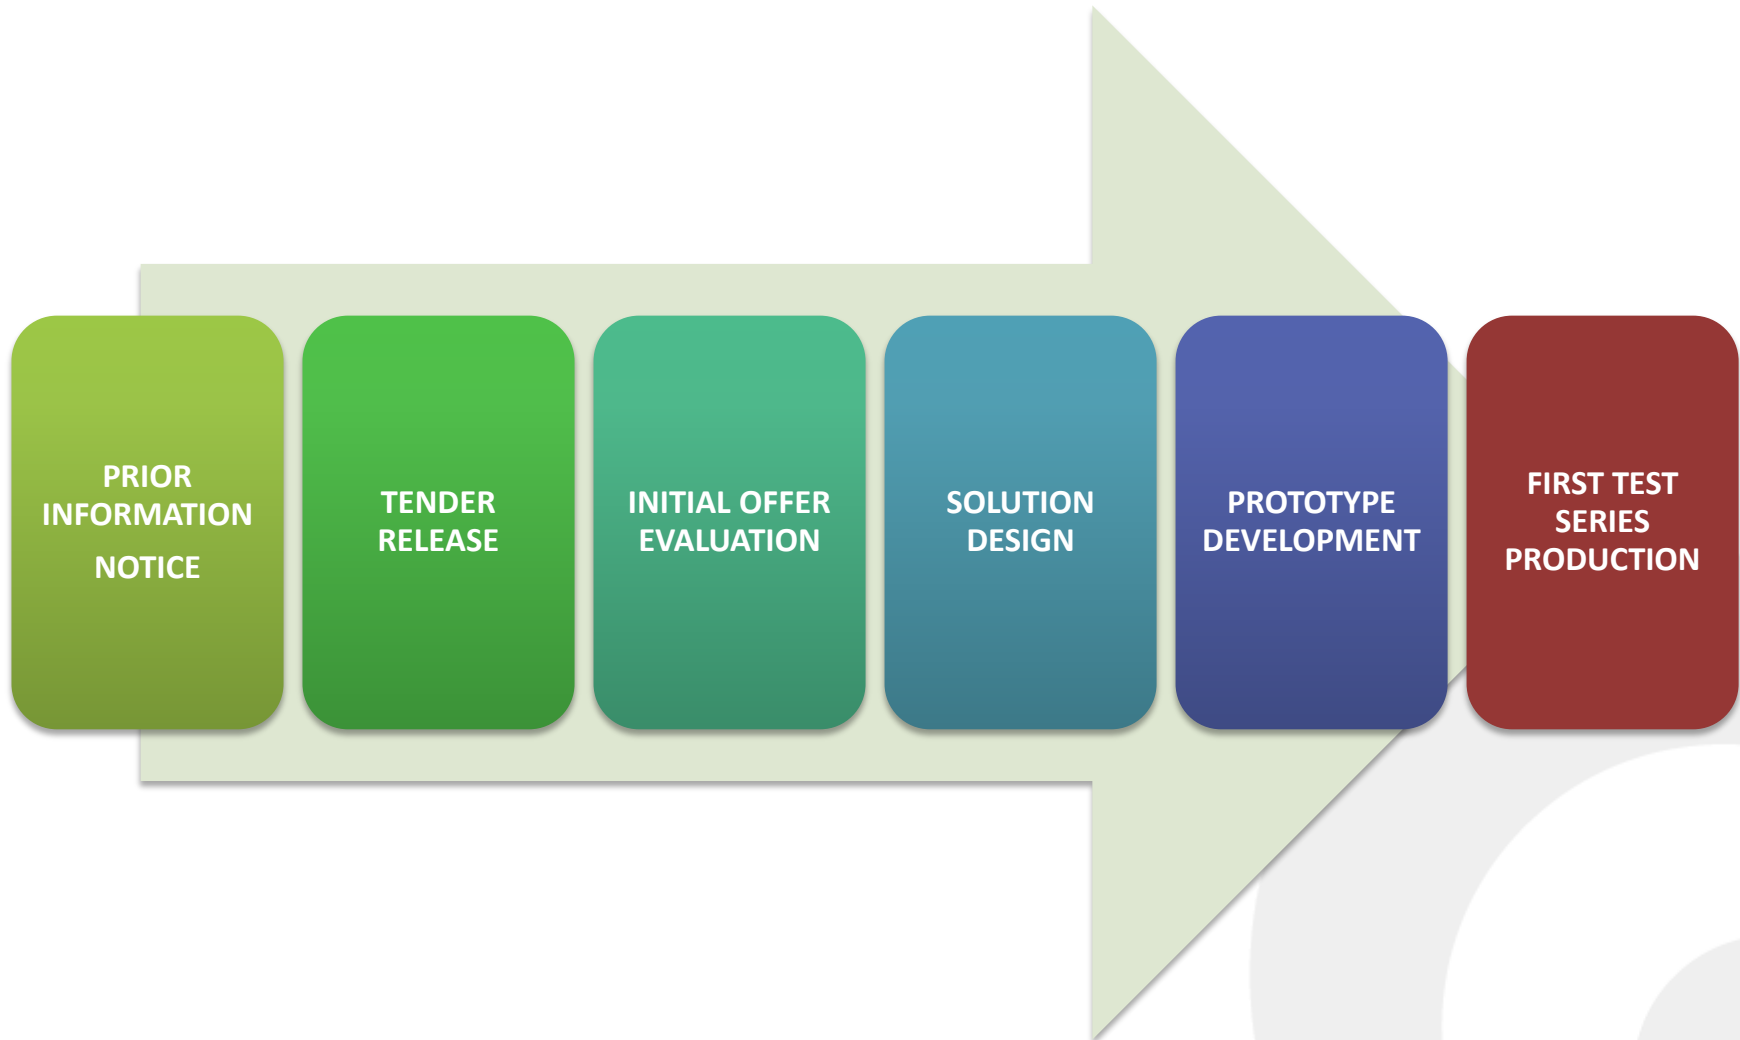 PRIOR
INFORMATION
NOTICE
TENDER
RELEASE
INITIAL OFFER
EVALUATION
SOLUTION
DESIGN
PROTOTYPE
DEVELOPMENT
FIRST TEST
SERIES
PRODUCTION